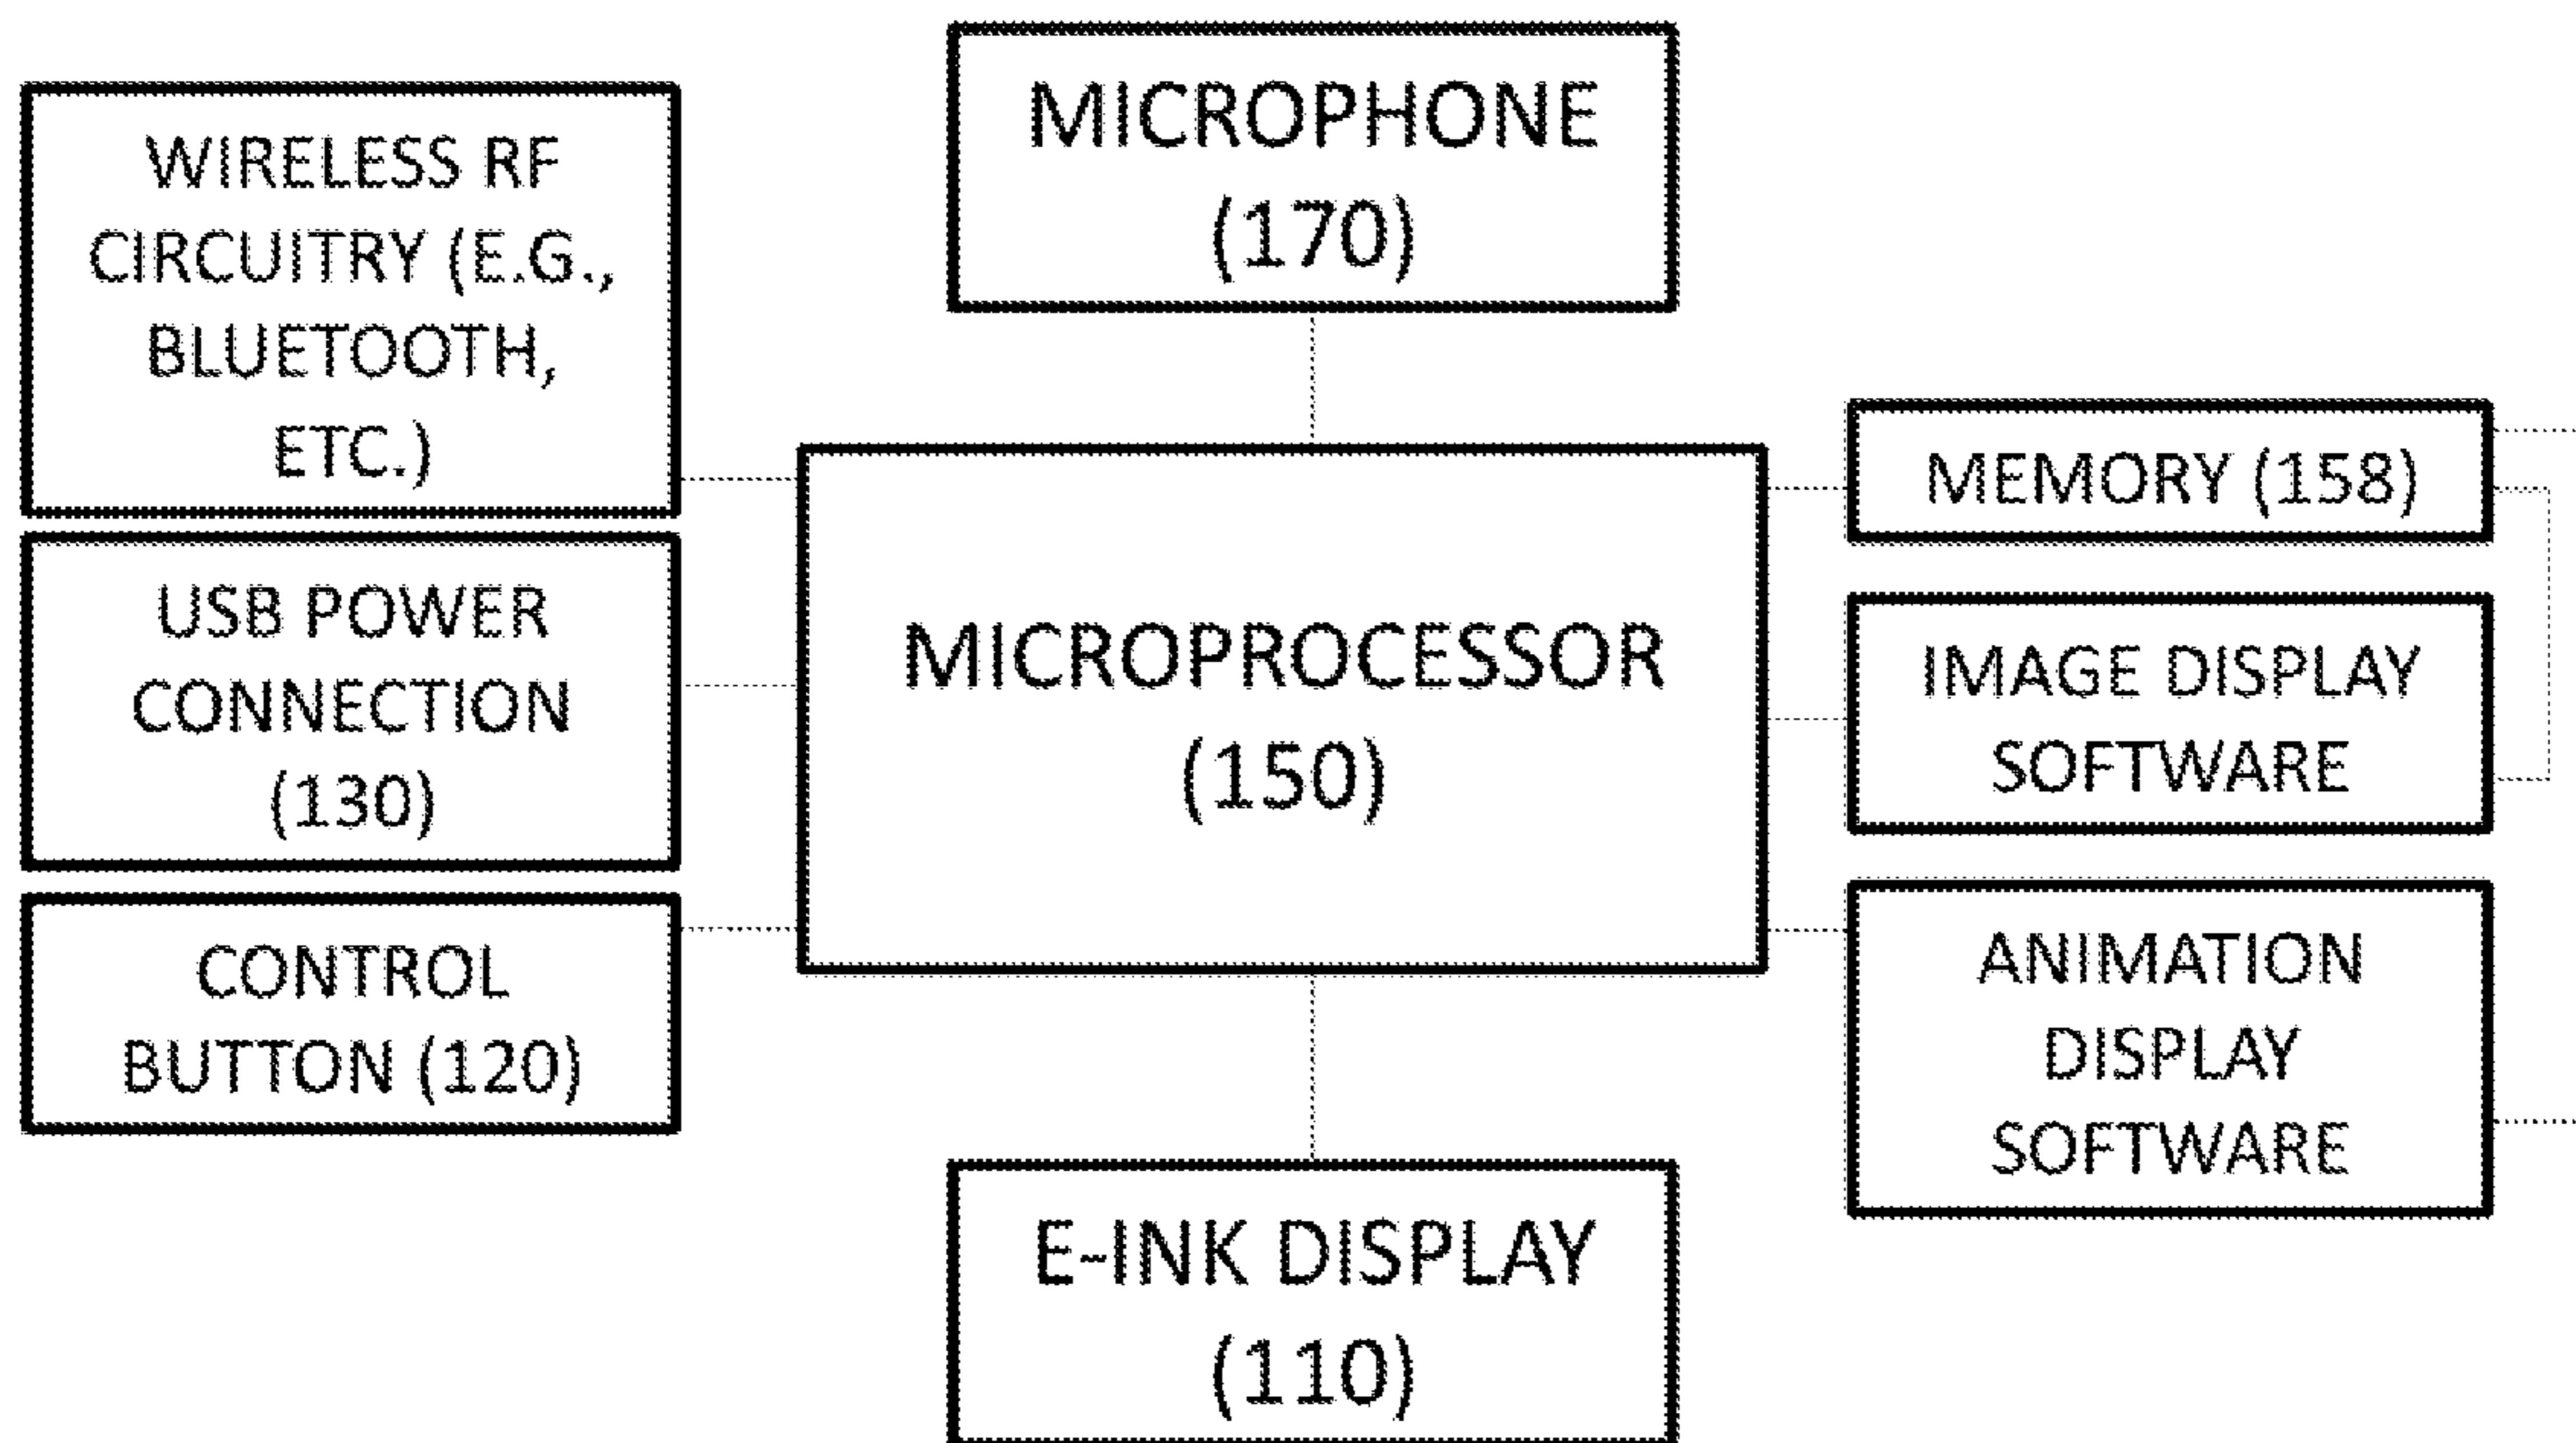 MICROPHONE
(170)
WIRELESS RF
CIRCUITRY (E.G.,
BLUETOOTH,
ETC.)
USB POWER
CONNECTION
(130)
CONTROL
BUTTON (120)
MICROPROCESSOR
(150)
MEMORY (158)
IMAGE DISPLAY
SOFTWARE
ANIMATION
DISPLAY
SOFTWARE
E-INK DISPLAY
(110)